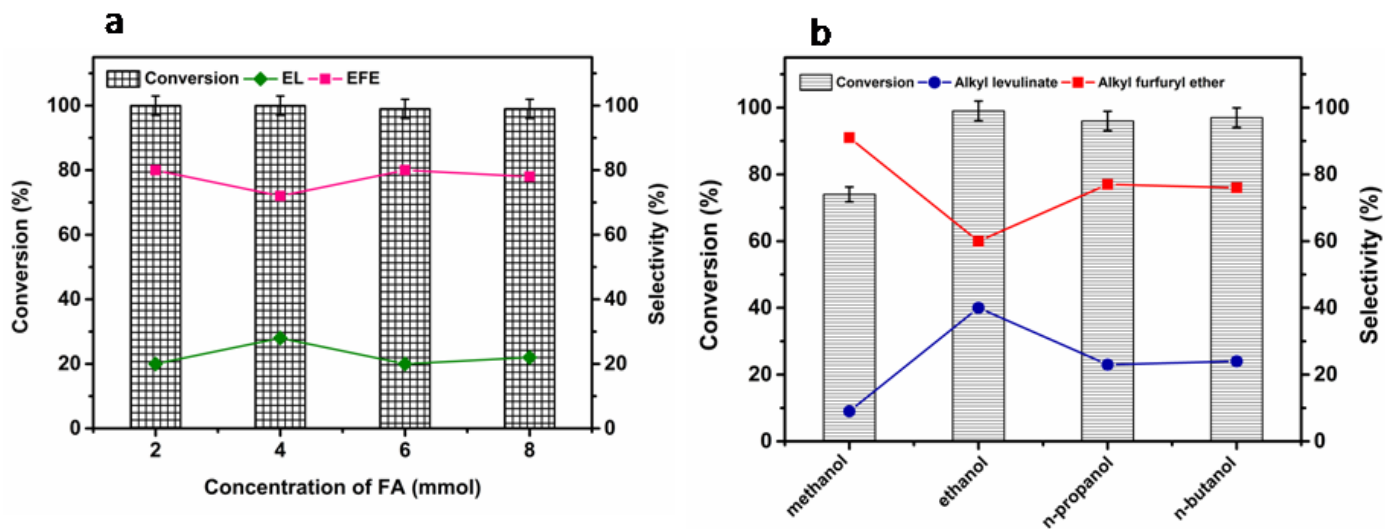 a
Conversion EL EFE
Conversion (%)
100
80
60
40
20
0
Selectivity (%)
100
80
60
40
20
0
2 4 6 8
Concentration of FA (mmol)
b
Conversion Alkyl levulinate Alkyl furfuryl ether
Conversion (%)
100
80
60
40
20
0
Selectivity (%)
100
80
60
40
20
0
methanol
ethanol
n-propanol
n-butanol